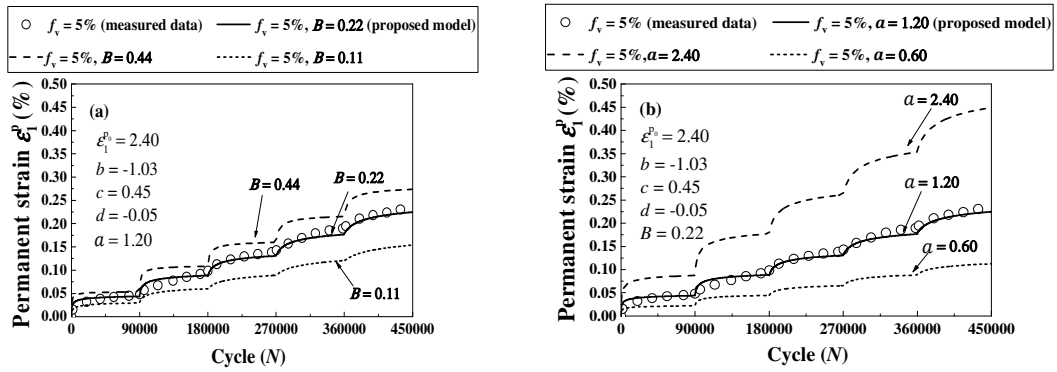 ○ f_v = 5% (measured data) — f_v = 5%, B=0.22 (proposed model)
– – f_v = 5%, B=0.44 ······ f_v = 5%, B=0.11
Permanent strain ε₁ᵖ (%)
0.50
0.45
0.40
0.35
0.30
0.25
0.20
0.15
0.10
0.05
0.00
(a)
ε₁^p₀ = 2.40
b = -1.03
c = 0.45
d = -0.05
a = 1.20
B=0.44
B=0.22
B=0.11
0 90000 180000 270000 360000 450000
Cycle (N)
○ f_v = 5% (measured data) — f_v = 5%, a=1.20 (proposed model)
– – f_v = 5%,a=2.40 ······ f_v = 5%, a=0.60
Permanent strain ε₁ᵖ (%)
0.50
0.45
0.40
0.35
0.30
0.25
0.20
0.15
0.10
0.05
0.00
(b)
ε₁^p₀ = 2.40
b = -1.03
c = 0.45
d = -0.05
B = 0.22
a=2.40
a=1.20
a=0.60
0 90000 180000 270000 360000 450000
Cycle (N)